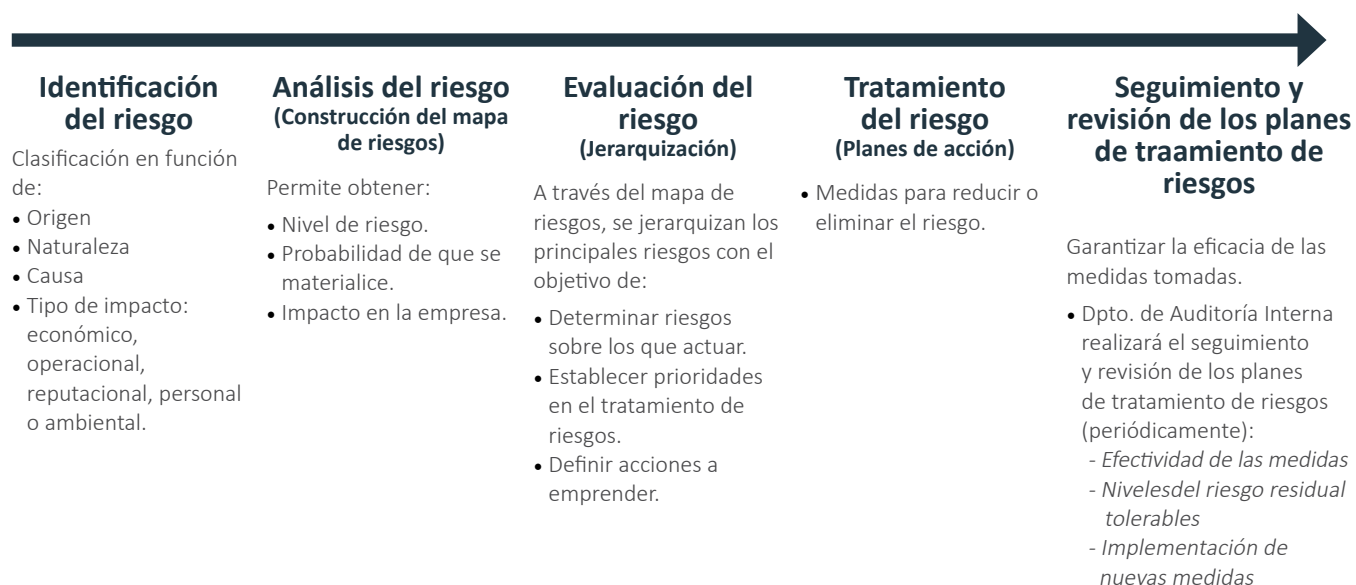 Identificación
del riesgo
Clasificación en función
de:
• Origen
• Naturaleza
• Causa
• Tipo de impacto:
económico,
operacional,
reputacional, personal
o ambiental.
Análisis del riesgo
(Construcción del mapa
de riesgos)
Permite obtener:
• Nivel de riesgo.
• Probabilidad de que se
materialice.
• Impacto en la empresa.
Evaluación del
riesgo
(Jerarquización)
A través del mapa de
riesgos, se jerarquizan los
principales riesgos con el
objetivo de:
• Determinar riesgos
sobre los que actuar.
• Establecer prioridades
en el tratamiento de
riesgos.
• Definir acciones a
emprender.
Tratamiento
del riesgo
(Planes de acción)
• Medidas para reducir o
eliminar el riesgo.
Seguimiento y
revisión de los planes
de traamiento de
riesgos
Garantizar la eficacia de las
medidas tomadas.
• Dpto. de Auditoría Interna
realizará el seguimiento
y revisión de los planes
de tratamiento de riesgos
(periódicamente):
- Efectividad de las medidas
- Nivelesdel riesgo residual
tolerables
- Implementación de
nuevas medidas